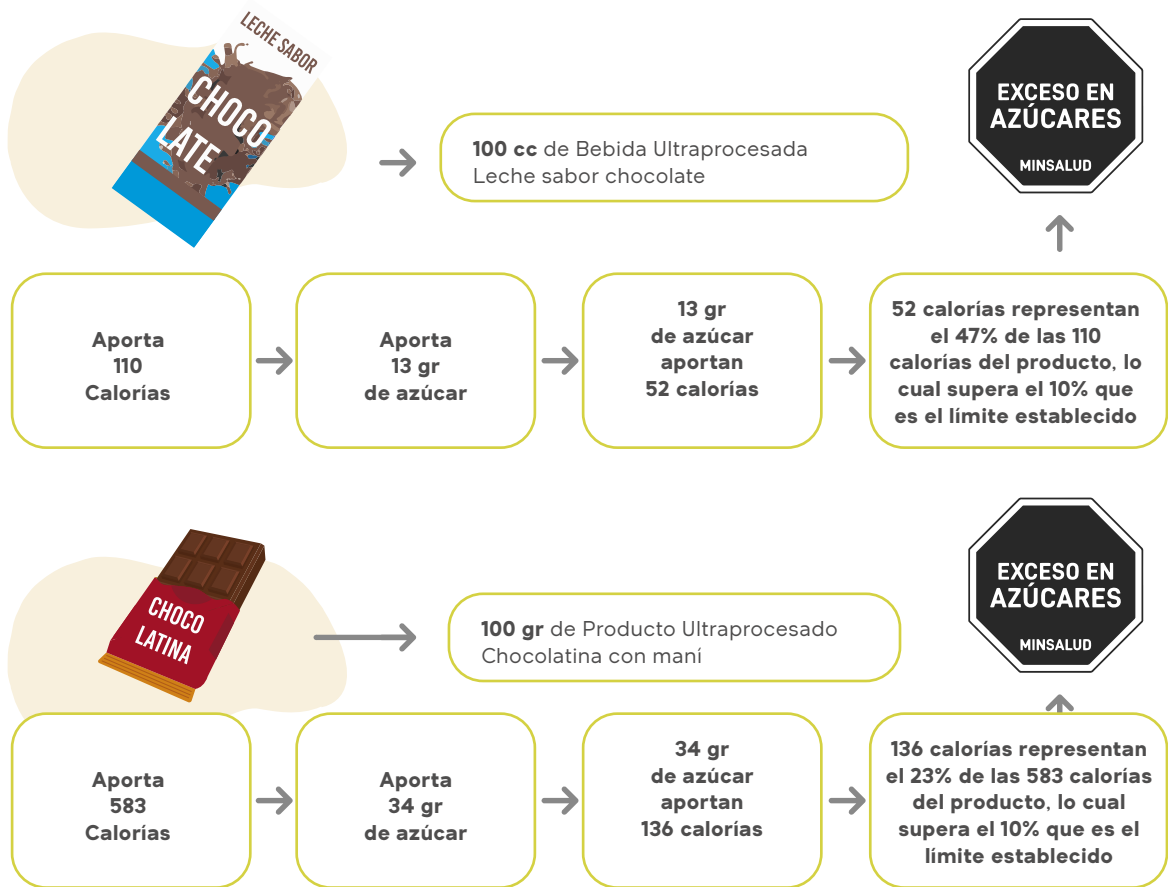 LECHE SABOR
CHOCO
LATE
100 cc de Bebida Ultraprocesada
Leche sabor chocolate
EXCESO EN
AZÚCARES
MINSALUD
Aporta
110
Calorías
Aporta
13 gr
de azúcar
13 gr
de azúcar
aportan
52 calorías
52 calorías representan
el 47% de las 110
calorías del producto, lo
cual supera el 10% que
es el límite establecido
CHOCO
LATINA
100 gr de Producto Ultraprocesado
Chocolatina con maní
EXCESO EN
AZÚCARES
MINSALUD
Aporta
583
Calorías
Aporta
34 gr
de azúcar
34 gr
de azúcar
aportan
136 calorías
136 calorías representan
el 23% de las 583 calorías
del producto, lo cual
supera el 10% que es el
límite establecido